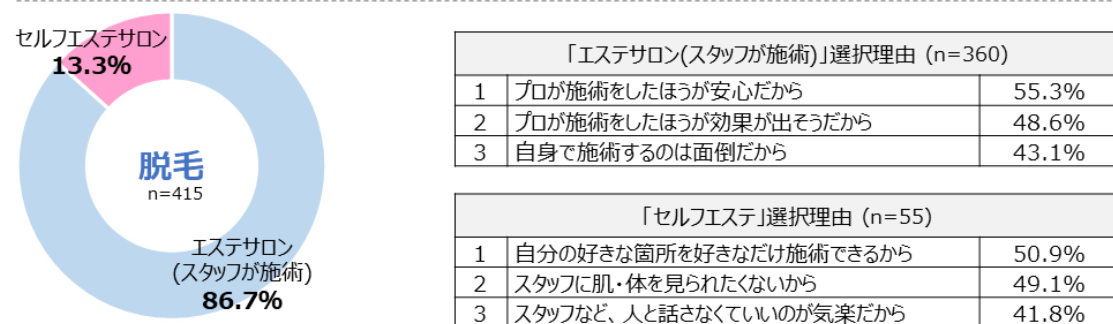 セルフエステサロン
13.3%
脱毛
n=415
エステサロン
(スタッフが施術)
86.7%
「エステサロン(スタッフが施術)」選択理由 (n=360)
1 プロが施術をしたほうが安心だから 55.3%
2 プロが施術をしたほうが効果が出そうだから 48.6%
3 自身で施術するのは面倒だから 43.1%
「セルフエステ」選択理由 (n=55)
1 自分の好きな箇所を好きなだけ施術できるから 50.9%
2 スタッフに肌・体を見られたくないから 49.1%
3 スタッフなど、人と話さなくていいのが気楽だから 41.8%